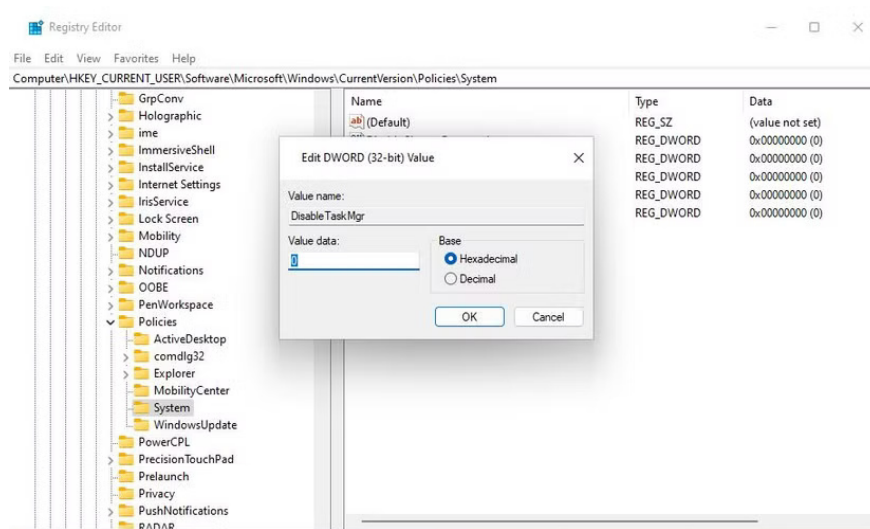 Registry Editor
File Edit View Favorites Help
Computer\HKEY_CURRENT_USER\Software\Microsoft\Windows\CurrentVersion\Policies\System
GrpConv
Holographic
ime
ImmersiveShell
InstallService
Internet Settings
IrisService
Lock Screen
Mobility
NDUP
Notifications
OOBE
PenWorkspace
Policies
ActiveDesktop
comdlg32
Explorer
MobilityCenter
System
WindowsUpdate
PowerCPL
PrecisionTouchPad
Prelaunch
Privacy
PushNotifications
RADAR
Name Type Data
(Default) REG_SZ (value not set)
REG_DWORD 0x00000000 (0)
REG_DWORD 0x00000000 (0)
REG_DWORD 0x00000000 (0)
REG_DWORD 0x00000000 (0)
REG_DWORD 0x00000000 (0)
Edit DWORD (32-bit) Value
Value name:
DisableTaskMgr
Value data: Base
0 Hexadecimal
Decimal
OK Cancel